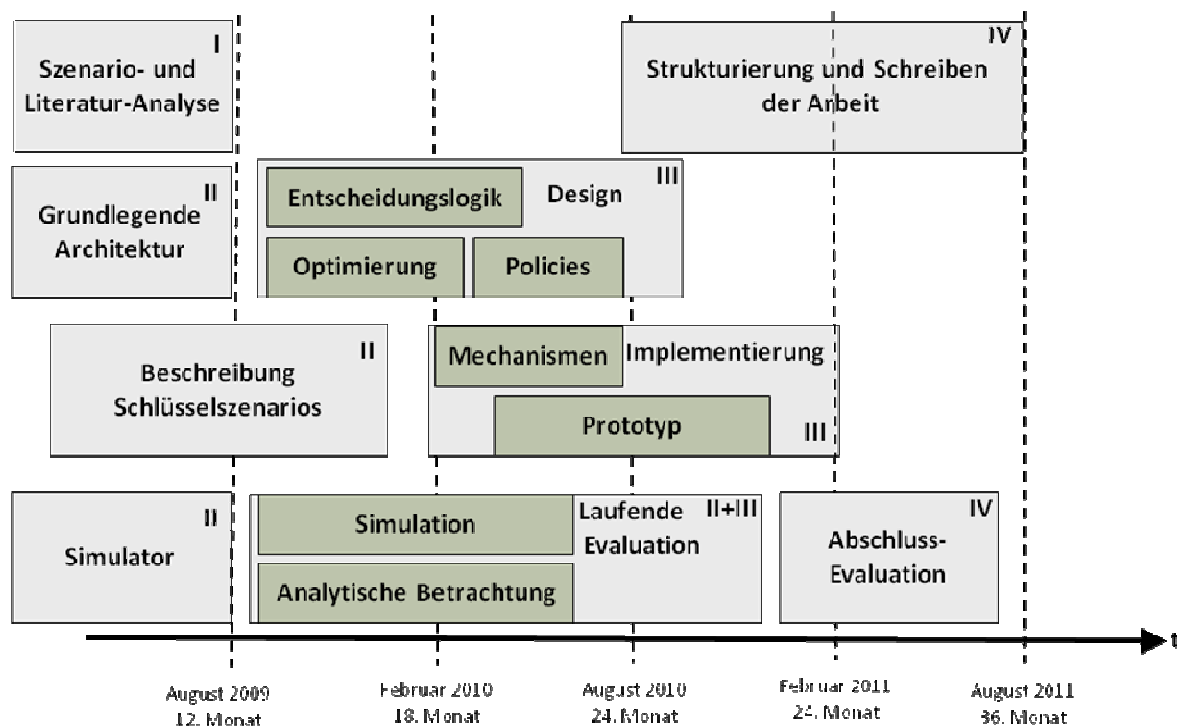 I
Szenario- und
Literatur-Analyse
IV
Strukturierung und Schreiben
der Arbeit
II
Grundlegende
Architektur
III
Entscheidungslogik
Design
Optimierung
Policies
II
Beschreibung
Schlüsselszenarios
Mechanismen
Implementierung
Prototyp
III
II
Simulator
Simulation
Laufende
Evaluation
II+III
Analytische Betrachtung
IV
Abschluss-
Evaluation
t
August 2009
12. Monat
Februar 2010
18. Monat
August 2010
24. Monat
Februar 2011
24. Monat
August 2011
36. Monat